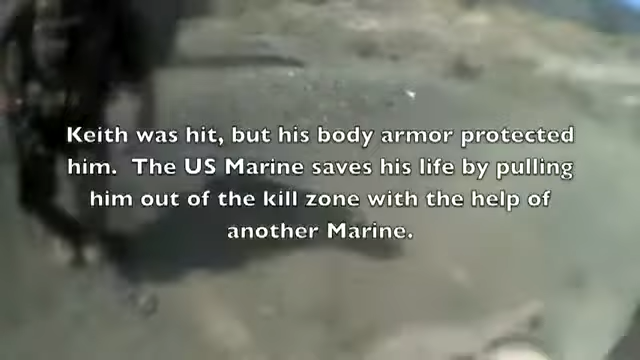 Keith was hit, but his body armor protected
him.  The US Marine saves his life by pulling
him out of the kill zone with the help of
another Marine.